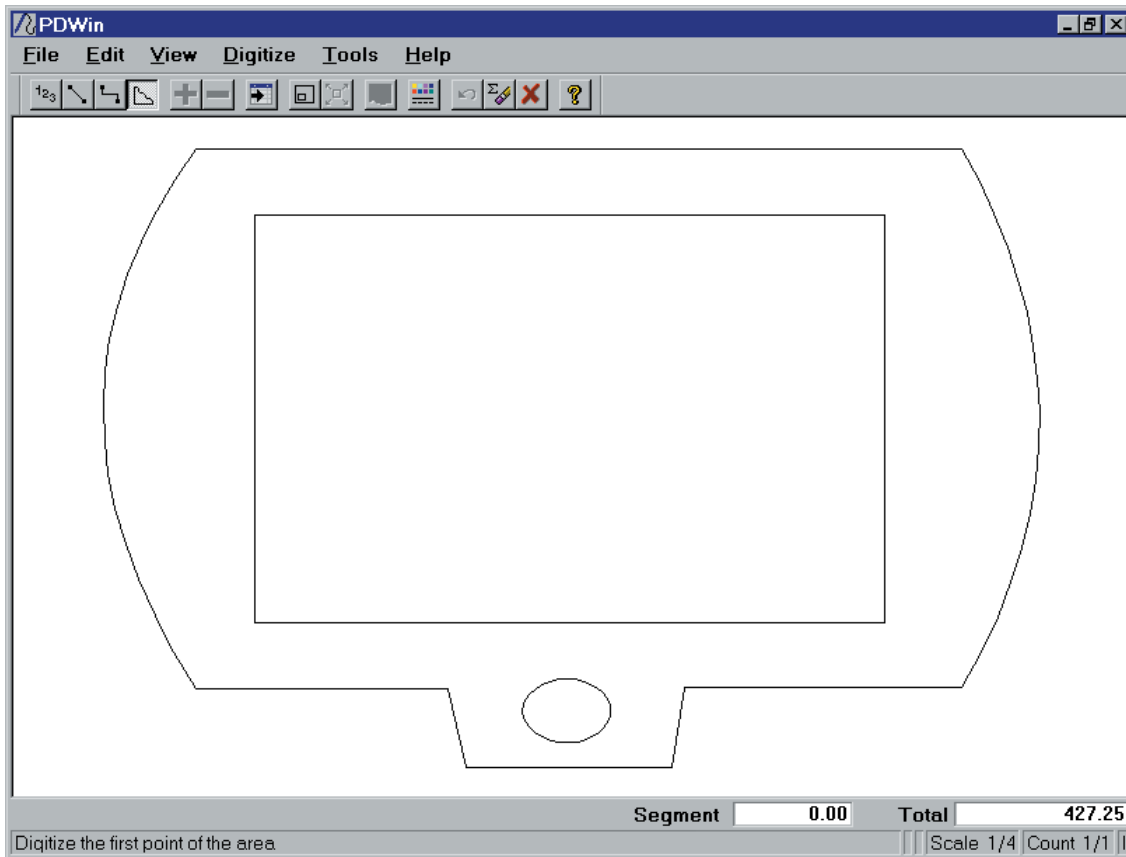 PDWin
File Edit View Digitize Tools Help
123 Σ ?
Segment 0.00 Total 427.25
Digitize the first point of the area Scale 1/4 Count 1/1